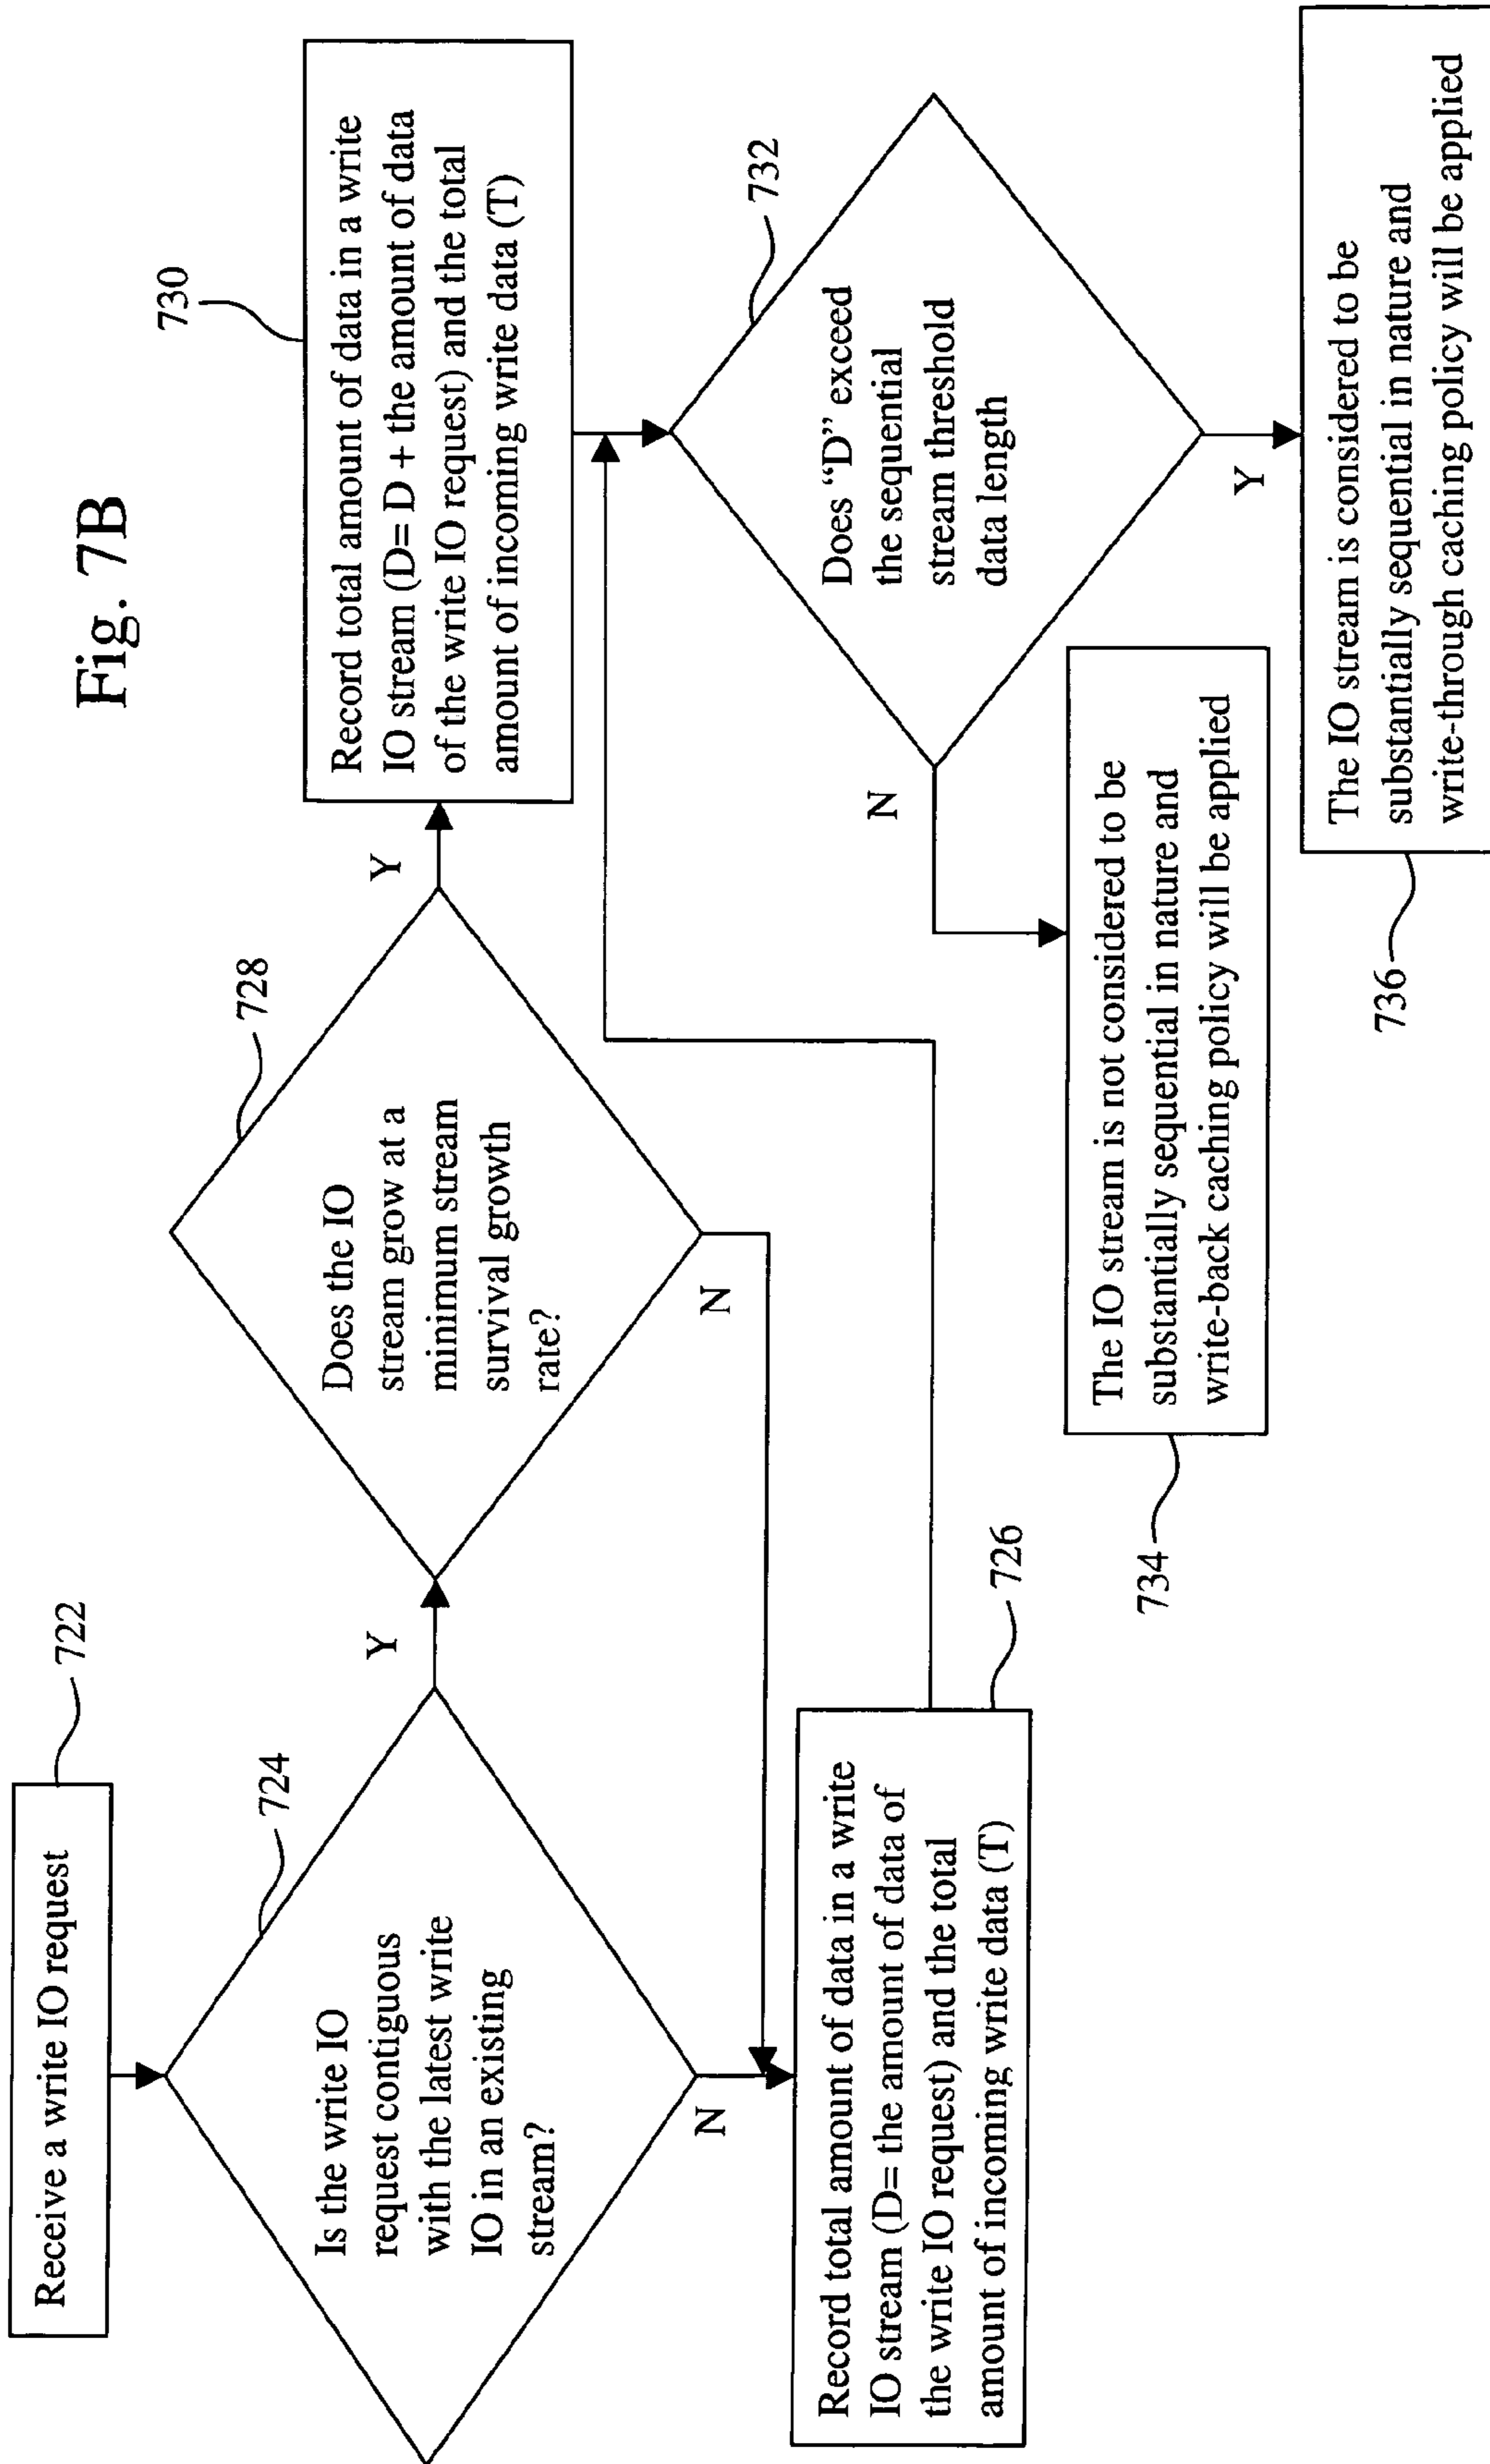 Fig. 7B
Receive a write IO request
722
724
Is the write IO
request contiguous
with the latest write
IO in an existing
stream?
Y
N
728
Does the IO
stream grow at a
minimum stream
survival growth
rate?
Y
N
730
Record total amount of data in a write
IO stream (D= D + the amount of data
of the write IO request) and the total
amount of incoming write data (T)
726
Record total amount of data in a write
IO stream (D= the amount of data of
the write IO request) and the total
amount of incoming write data (T)
732
Does “D” exceed
the sequential
stream threshold
data length
N
Y
734
The IO stream is not considered to be
substantially sequential in nature and
write-back caching policy will be applied
736
The IO stream is considered to be
substantially sequential in nature and
write-through caching policy will be applied